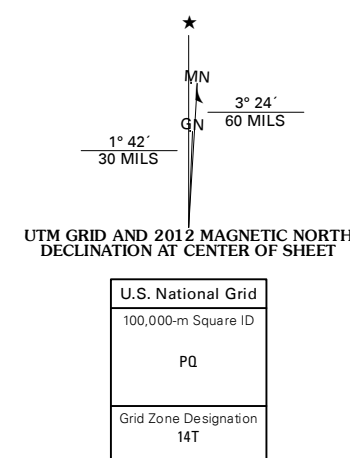 ★
MN
3° 24´
60 MILS
GN
1° 42´
30 MILS
UTM GRID AND 2012 MAGNETIC NORTH
DECLINATION AT CENTER OF SHEET
U.S. National Grid
100,000-m Square ID
PQ
Grid Zone Designation
14T